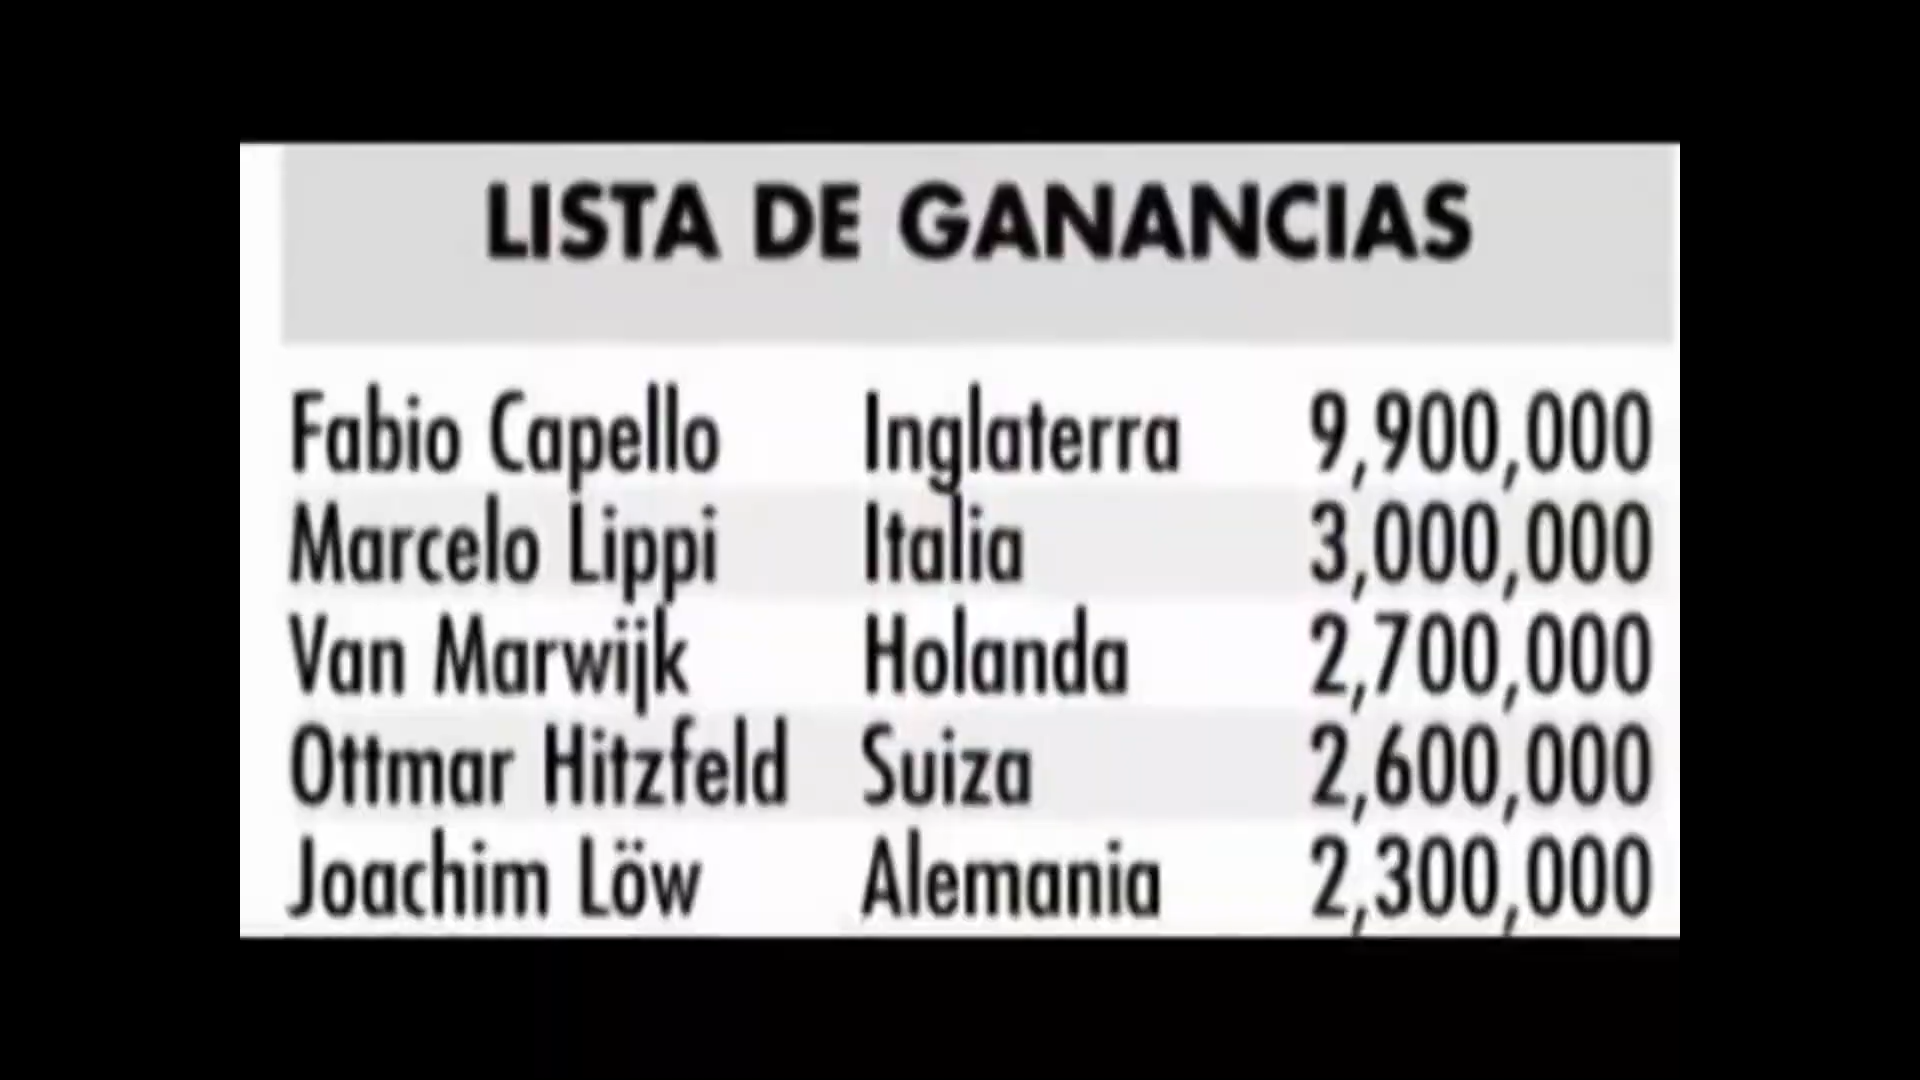 LISTA DE GANANCIAS
Fabio Capello Inglaterra 9,900,000
Marcelo Lippi Italia 3,000,000
Van Marwijk Holanda 2,700,000
Ottmar Hitzfeld Suiza 2,600,000
Joachim Löw Alemania 2,300,000